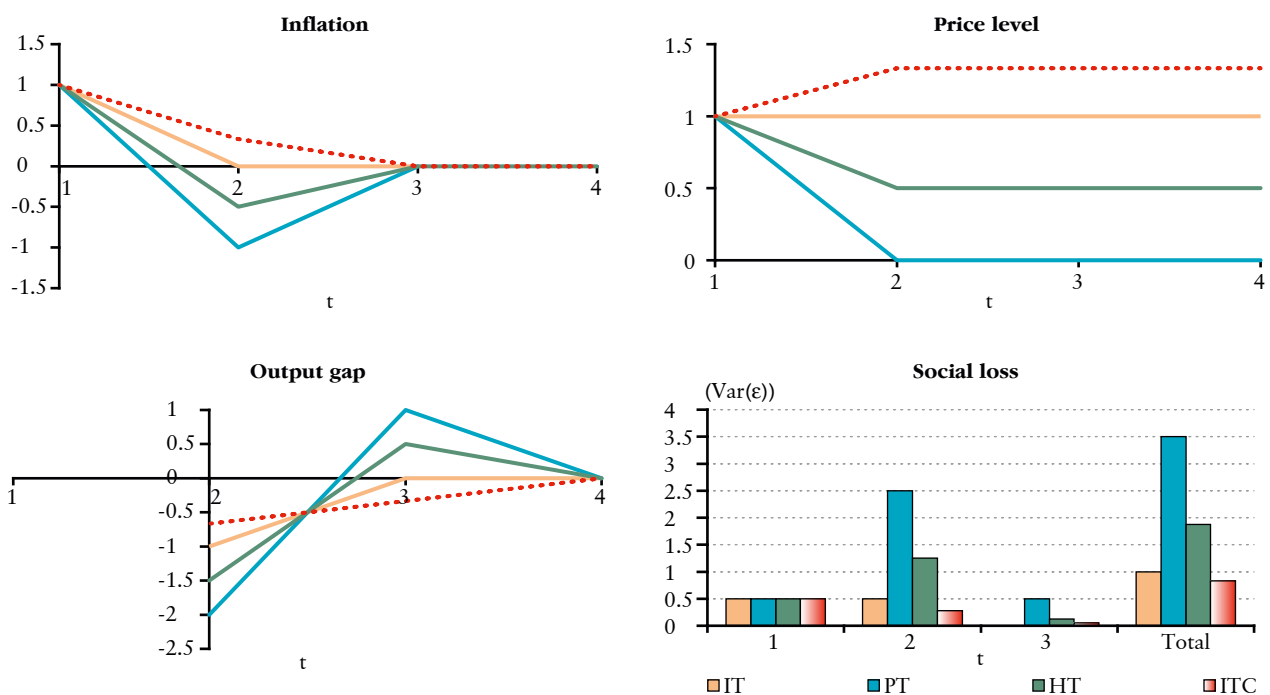 Inflation
1.5
1
0.5
0
-0.5
-1
-1.5
1 2 3 4
t
Price level
1.5
1
0.5
0
1 2 3 4
t
Output gap
1
0.5
0
-0.5
-1
-1.5
-2
-2.5
1 2 3 4
t
Social loss
(Var(ε))
4
3.5
3
2.5
2
1.5
1
0.5
0
1 2 3 Total
t
IT PT HT ITC